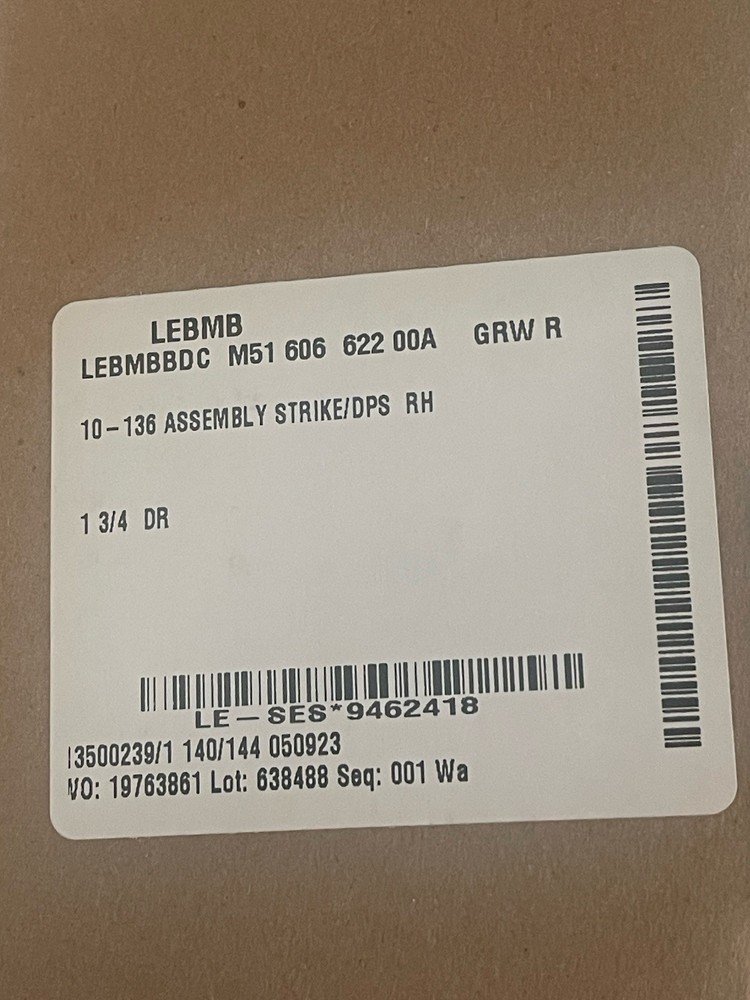 LEBMB
LEBMBBDC M51 606 622 00A GRW R
10-136 ASSEMBLY STRIKE/DPS RH
1 3/4 DR
LE-SES*9462418
13500239/1 140/144 050923
WO: 19763861 Lot: 638488 Seq: 001 Wa